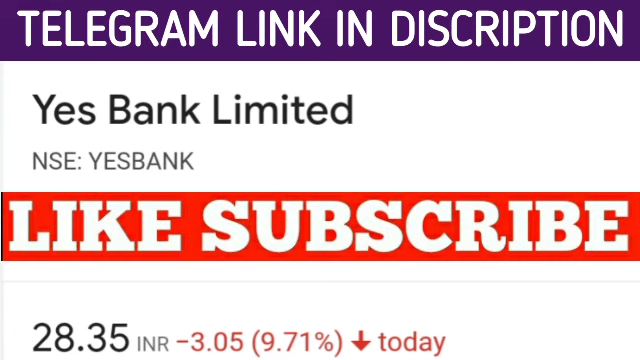 TELEGRAM LINK IN DISCRIPTION
Yes Bank Limited
NSE: YESBANK
LIKE SUBSCRIBE
28.35 INR −3.05 (9.71%) ↓ today